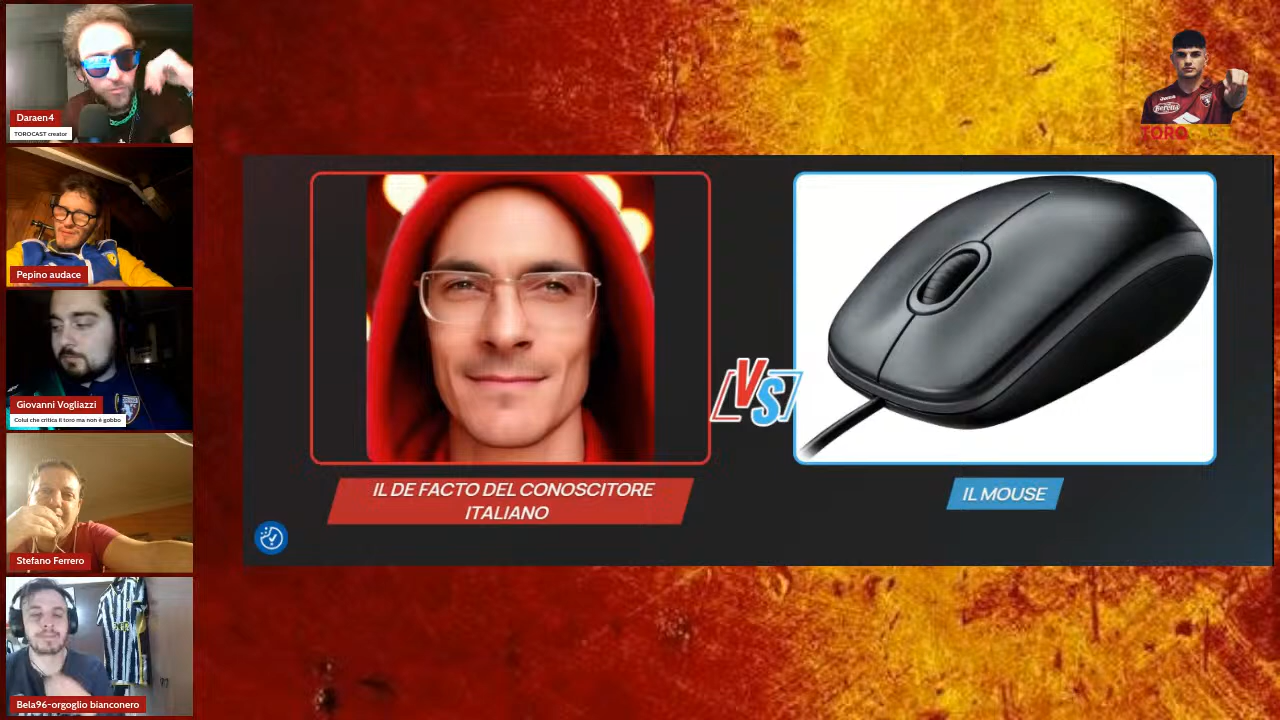 Daraen4
TOROCAST creator
Pepino audace
Giovanni Vogliazzi
Colui che critica il toro ma non è gobbo
Stefano Ferrero
Bela96-orgoglio bianconero
TORO
VS
IL DE FACTO DEL CONOSCITORE
ITALIANO
IL MOUSE